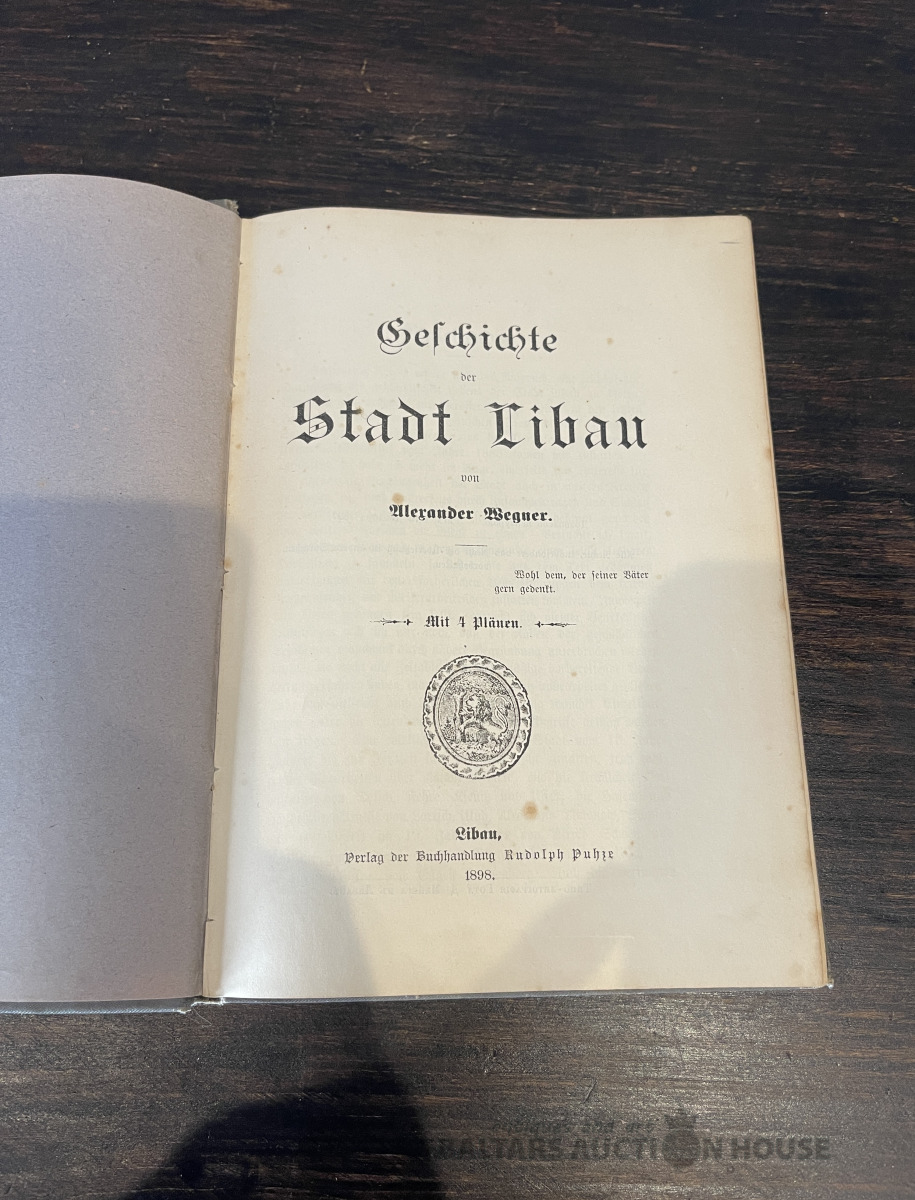 Geſchichte
der
Stadt Libau
von
Alexander Wegner.
Wohl dem, der ſeiner Väter
gern gedenkt.
Mit 4 Plänen.
Libau,
Verlag der Buchhandlung Rudolph Puhze
1898.
BALTARS AUCTION HOUSE